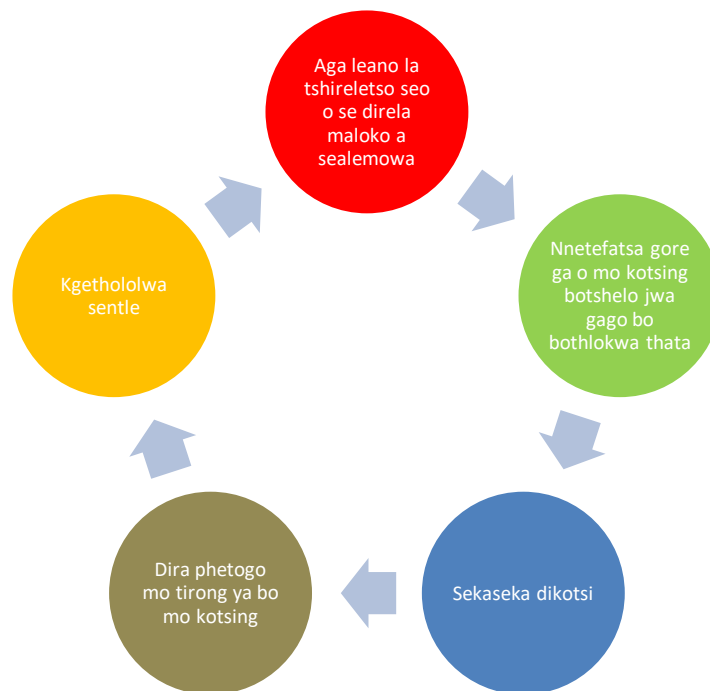 Aga leano la
tshireletso seo
o se direla
maloko a
sealemowa
Nnetefatsa gore
ga o mo kotsing
botshelo jwa
gago bo
bothlokwa thata
Sekaseka dikotsi
Dira phetogo
mo tirong ya bo
mo kotsing
Kgethololwa
sentle